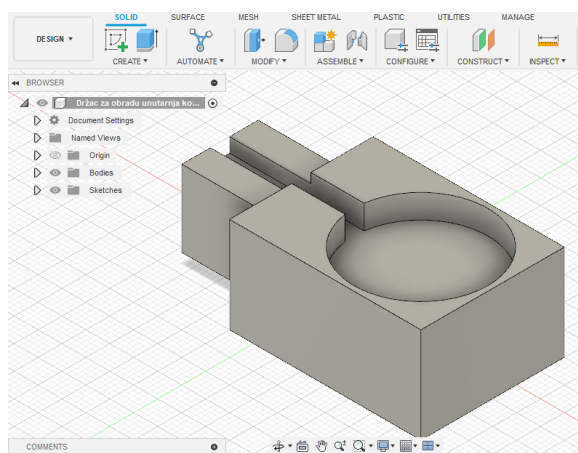 SOLID SURFACE MESH SHEET METAL PLASTIC UTILITIES MANAGE
DESIGN
CREATE AUTOMATE MODIFY ASSEMBLE CONFIGURE CONSTRUCT INSPECT
BROWSER
Držac za obradu unutarnja ko...
Document Settings
Named Views
Origin
Bodies
Sketches
COMMENTS